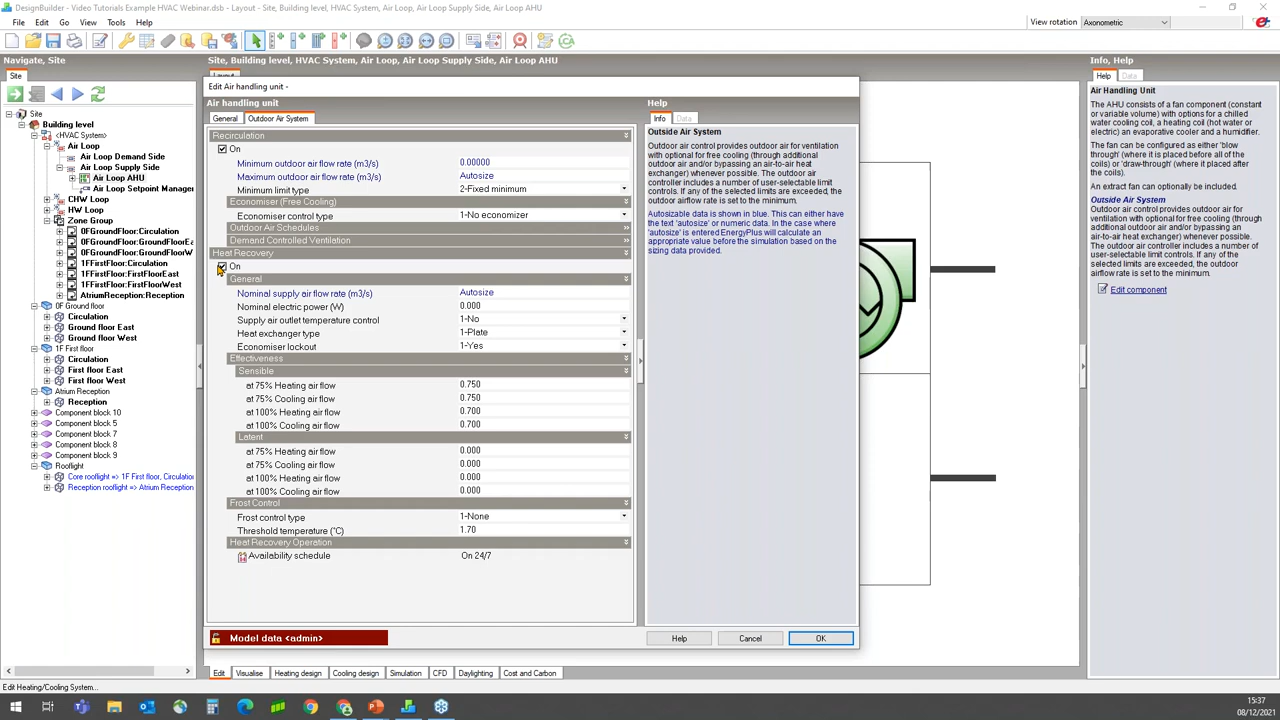 DesignBuilder - Video Tutorials Example HVAC Webinar.dsb - Layout - Site, Building level, HVAC System, Air Loop, Air Loop Supply Side, Air Loop AHU
File Edit Go View Tools Help
View rotation Axonometric
Navigate, Site
Site
Site
Building level
<HVAC System>
Air Loop
Air Loop Demand Side
Air Loop Supply Side
Air Loop AHU
Air Loop Setpoint Manager
CHW Loop
HW Loop
Zone Group
0FGroundFloor:Circulation
0FGroundFloor:GroundFloorEa
0FGroundFloor:GroundFloorW
1FFirstFloor:Circulation
1FFirstFloor:FirstFloorEast
1FFirstFloor:FirstFloorWest
AtriumReception:Reception
0F Ground floor
Circulation
Ground floor East
Ground floor West
1F First floor
Circulation
First floor East
First floor West
Atrium Reception
Reception
Component block 10
Component block 5
Component block 7
Component block 8
Component block 9
Rooflight
Core rooflight => 1F First floor, Circulation
Reception rooflight => Atrium Reception
Site, Building level, HVAC System, Air Loop, Air Loop Supply Side, Air Loop AHU
Edit Air handling unit -
Air handling unit
General Outdoor Air System
Recirculation
On
Minimum outdoor air flow rate (m3/s) 0.00000
Maximum outdoor air flow rate (m3/s) Autosize
Minimum limit type 2-Fixed minimum
Economiser (Free Cooling)
Economiser control type 1-No economizer
Outdoor Air Schedules
Demand Controlled Ventilation
Heat Recovery
On
General
Nominal supply air flow rate (m3/s) Autosize
Nominal electric power (W) 0.000
Supply air outlet temperature control 1-No
Heat exchanger type 1-Plate
Economiser lockout 1-Yes
Effectiveness
Sensible
at 75% Heating air flow 0.750
at 75% Cooling air flow 0.750
at 100% Heating air flow 0.700
at 100% Cooling air flow 0.700
Latent
at 75% Heating air flow 0.000
at 75% Cooling air flow 0.000
at 100% Heating air flow 0.000
at 100% Cooling air flow 0.000
Frost Control
Frost control type 1-None
Threshold temperature (°C) 1.70
Heat Recovery Operation
Availability schedule On 24/7
Model data <admin>
Help
Info Data
Outside Air System
Outdoor air control provides outdoor air for ventilation
with optional for free cooling (through additional
outdoor air and/or bypassing an air-to-air heat
exchanger) whenever possible. The outdoor air
controller includes a number of user-selectable limit
controls. If any of the selected limits are exceeded, the
outdoor airflow rate is set to the minimum.
Autosizable data is shown in blue. This can either have
the text 'autosize' or numeric data. In the case where
'autosize' is entered EnergyPlus will calculate an
appropriate value before the simulation based on the
sizing data provided.
Help Cancel OK
Info, Help
Help Data
Air Handling Unit
The AHU consists of a fan component (constant
or variable volume) with options for a chilled
water cooling coil, a heating coil (hot water or
electric) an evaporative cooler and a humidifier.
The fan can be configured as either 'blow
through' (where it is placed before all of the
coils) or 'draw-through' (where it is placed after
the coils).
An extract fan can optionally be included.
Outside Air System
Outdoor air control provides outdoor air for
ventilation with optional for free cooling (through
additional outdoor air and/or bypassing an
air-to-air heat exchanger) whenever possible. The
outdoor air controller includes a number of
user-selectable limit controls. If any of the
selected limits are exceeded, the outdoor
airflow rate is set to the minimum.
Edit component
Edit Visualise Heating design Cooling design Simulation CFD Daylighting Cost and Carbon
Edit Heating/Cooling System...
15:37
08/12/2021